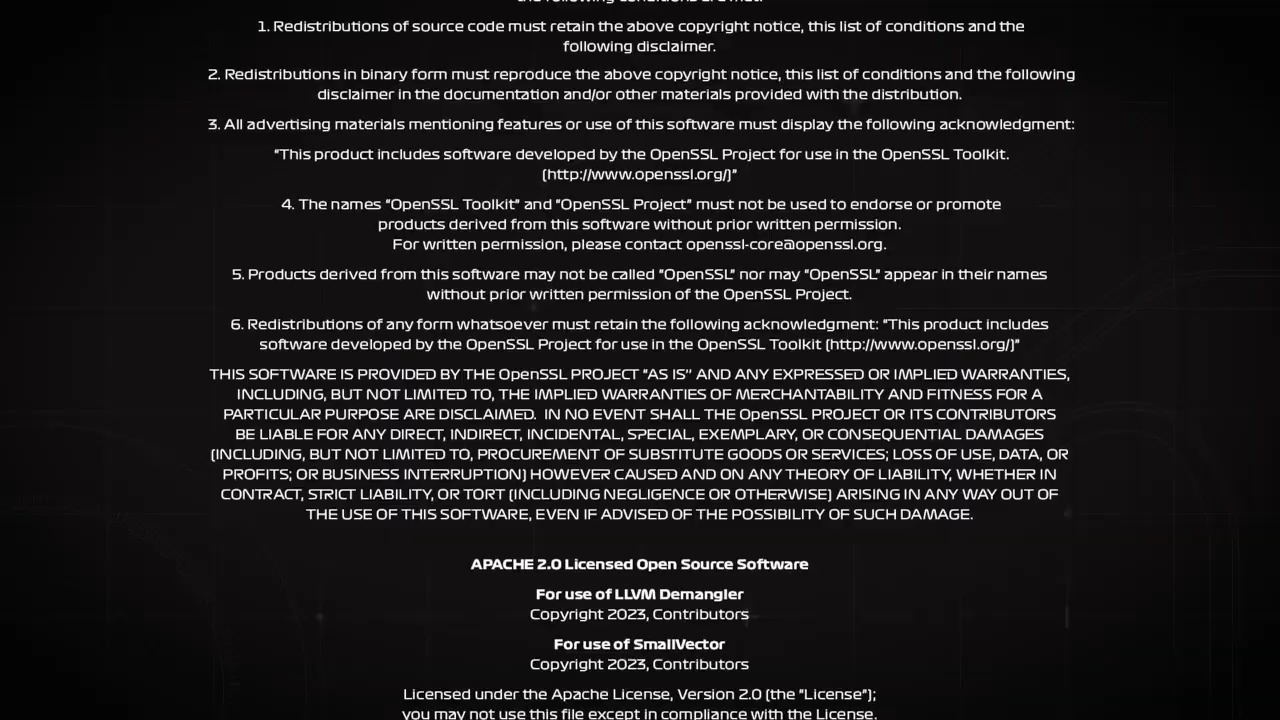 the following conditions are met:
1. Redistributions of source code must retain the above copyright notice, this list of conditions and the
following disclaimer.
2. Redistributions in binary form must reproduce the above copyright notice, this list of conditions and the following
disclaimer in the documentation and/or other materials provided with the distribution.
3. All advertising materials mentioning features or use of this software must display the following acknowledgment:
"This product includes software developed by the OpenSSL Project for use in the OpenSSL Toolkit.
(http://www.openssl.org/)"
4. The names "OpenSSL Toolkit" and "OpenSSL Project" must not be used to endorse or promote
products derived from this software without prior written permission.
For written permission, please contact openssl-core@openssl.org.
5. Products derived from this software may not be called "OpenSSL" nor may "OpenSSL" appear in their names
without prior written permission of the OpenSSL Project.
6. Redistributions of any form whatsoever must retain the following acknowledgment: "This product includes
software developed by the OpenSSL Project for use in the OpenSSL Toolkit (http://www.openssl.org/)"
THIS SOFTWARE IS PROVIDED BY THE OpenSSL PROJECT "AS IS" AND ANY EXPRESSED OR IMPLIED WARRANTIES,
INCLUDING, BUT NOT LIMITED TO, THE IMPLIED WARRANTIES OF MERCHANTABILITY AND FITNESS FOR A
PARTICULAR PURPOSE ARE DISCLAIMED.  IN NO EVENT SHALL THE OpenSSL PROJECT OR ITS CONTRIBUTORS
BE LIABLE FOR ANY DIRECT, INDIRECT, INCIDENTAL, SPECIAL, EXEMPLARY, OR CONSEQUENTIAL DAMAGES
(INCLUDING, BUT NOT LIMITED TO, PROCUREMENT OF SUBSTITUTE GOODS OR SERVICES; LOSS OF USE, DATA, OR
PROFITS; OR BUSINESS INTERRUPTION) HOWEVER CAUSED AND ON ANY THEORY OF LIABILITY, WHETHER IN
CONTRACT, STRICT LIABILITY, OR TORT (INCLUDING NEGLIGENCE OR OTHERWISE) ARISING IN ANY WAY OUT OF
THE USE OF THIS SOFTWARE, EVEN IF ADVISED OF THE POSSIBILITY OF SUCH DAMAGE.
APACHE 2.0 Licensed Open Source Software
For use of LLVM Demangler
Copyright 2023, Contributors
For use of SmallVector
Copyright 2023, Contributors
Licensed under the Apache License, Version 2.0 (the "License");
you may not use this file except in compliance with the License.